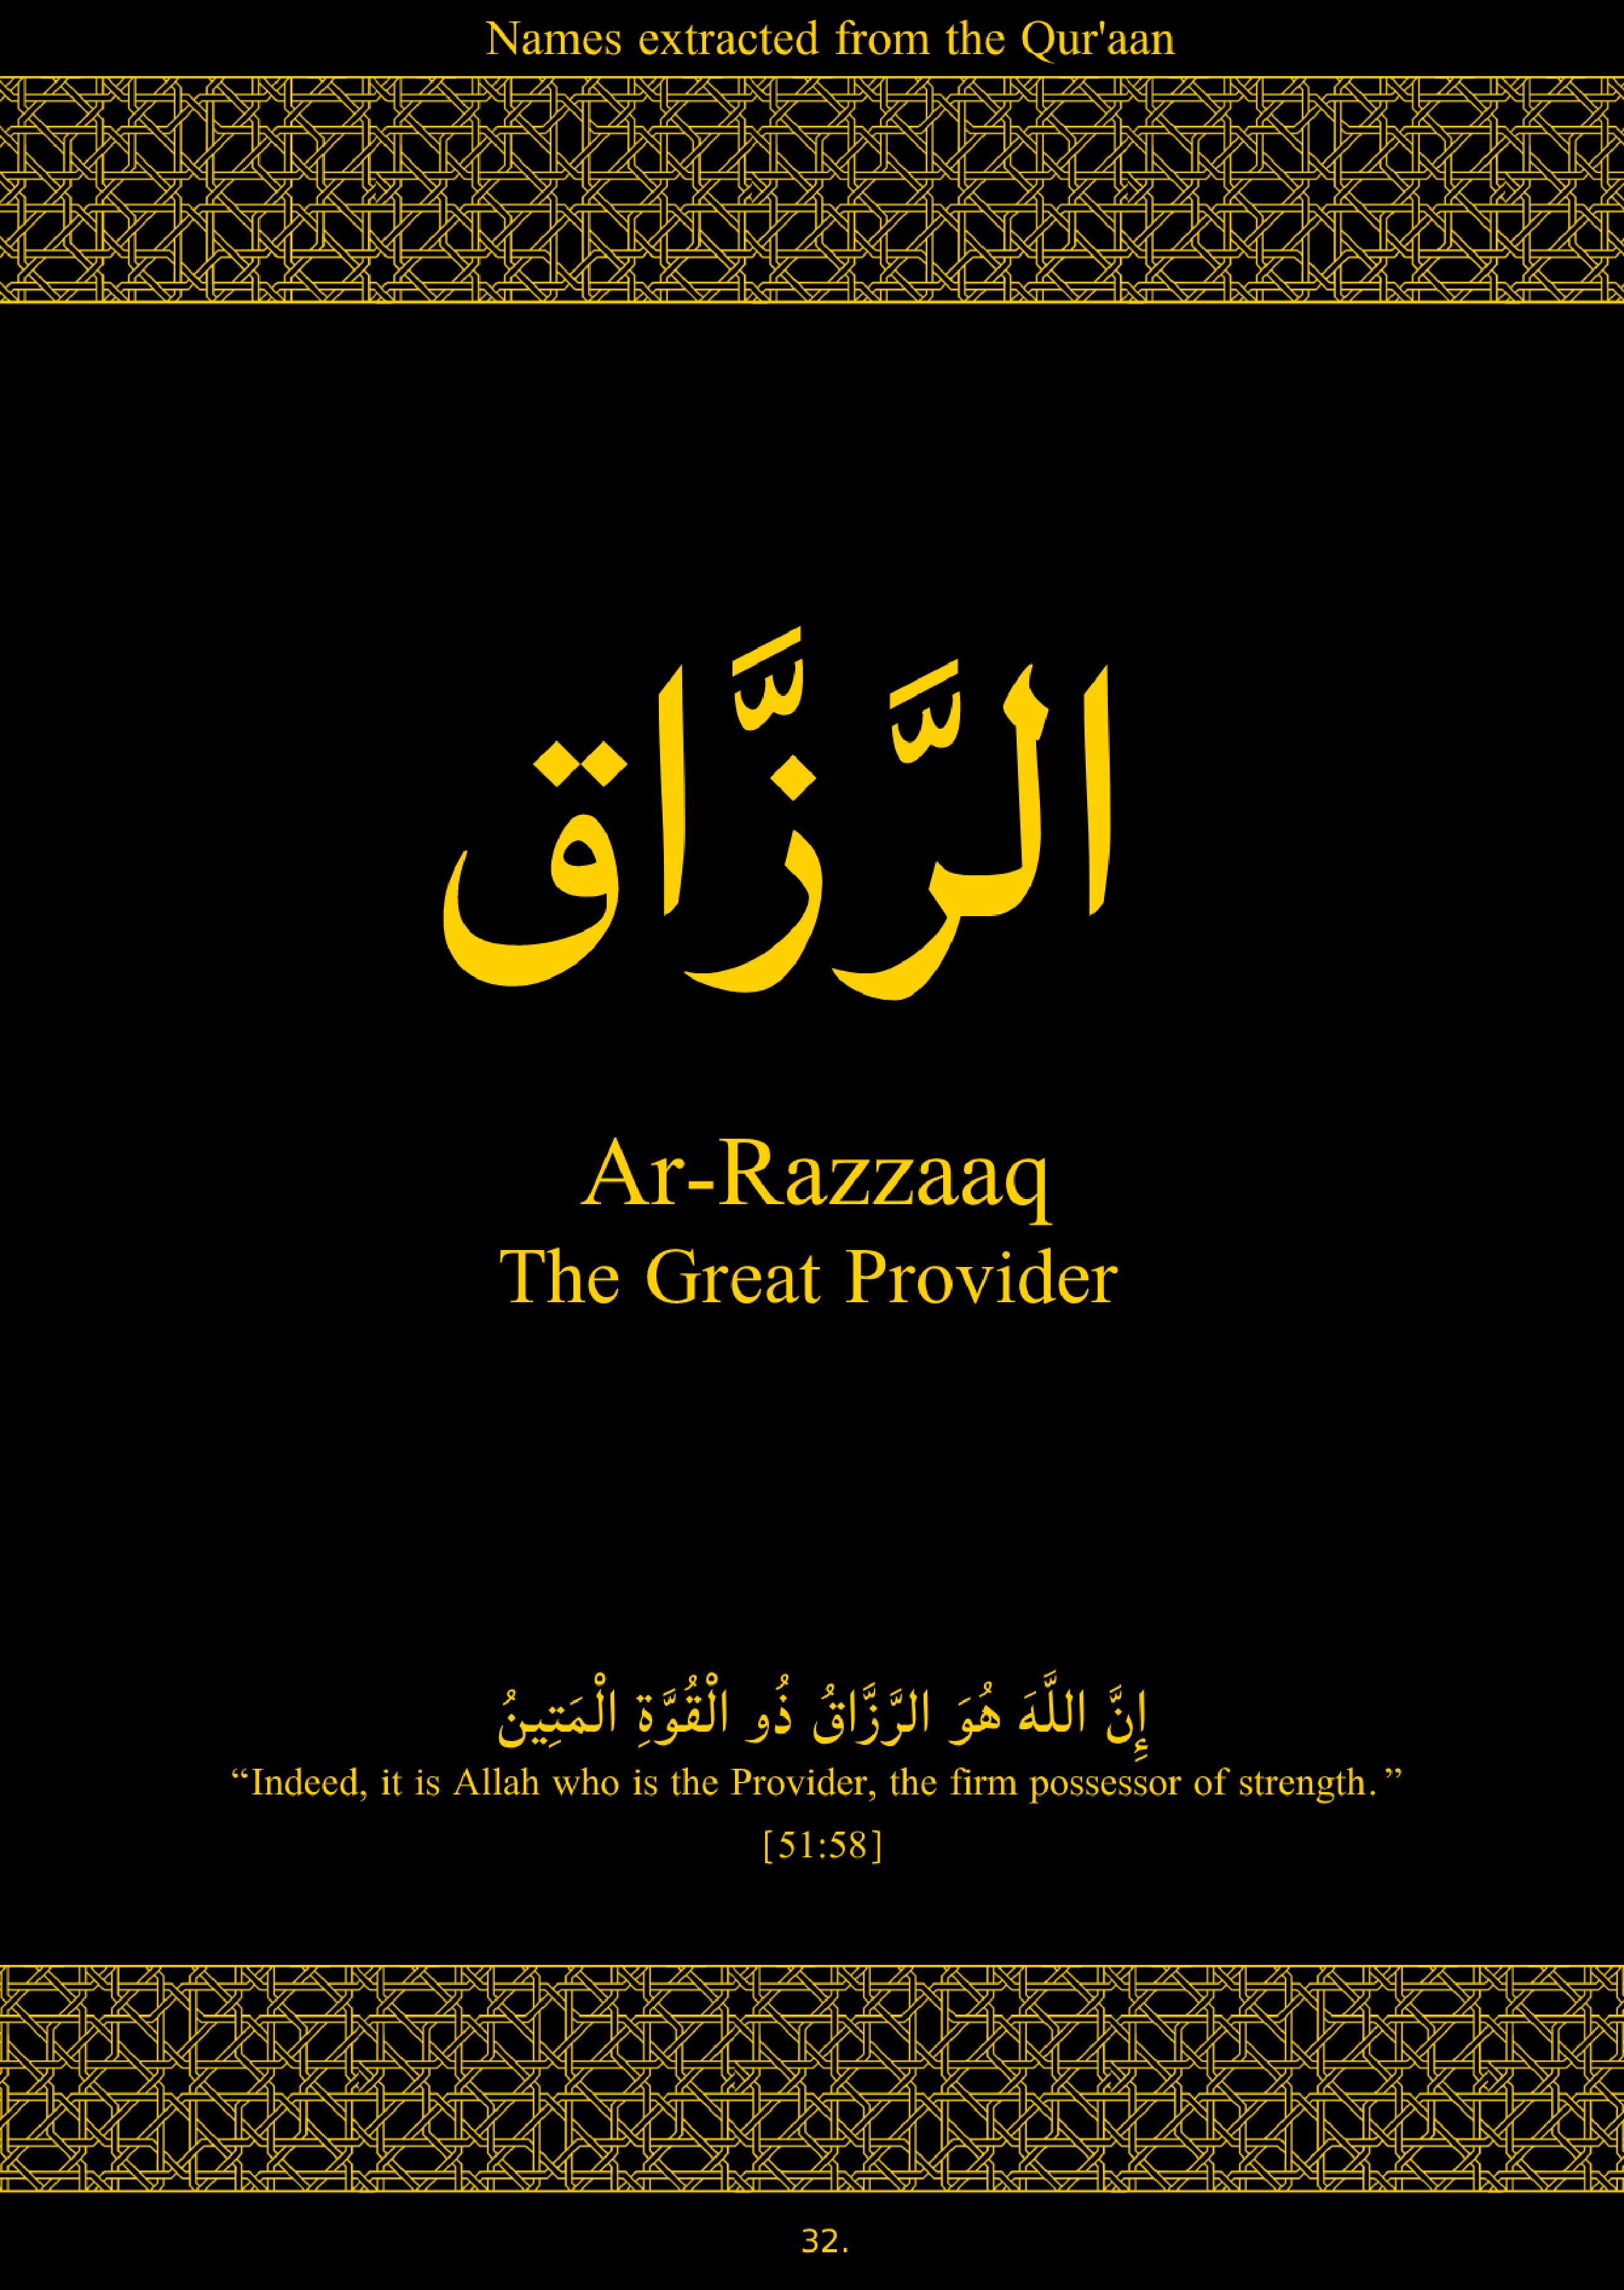 Names extracted from the Qur'aan
الرَّزَّاق
Ar-Razzaaq
The Great Provider
إِنَّ اللَّهَ هُوَ الرَّزَّاقُ ذُو الْقُوَّةِ الْمَتِينُ
“Indeed, it is Allah who is the Provider, the firm possessor of strength.”
[51:58]
32.